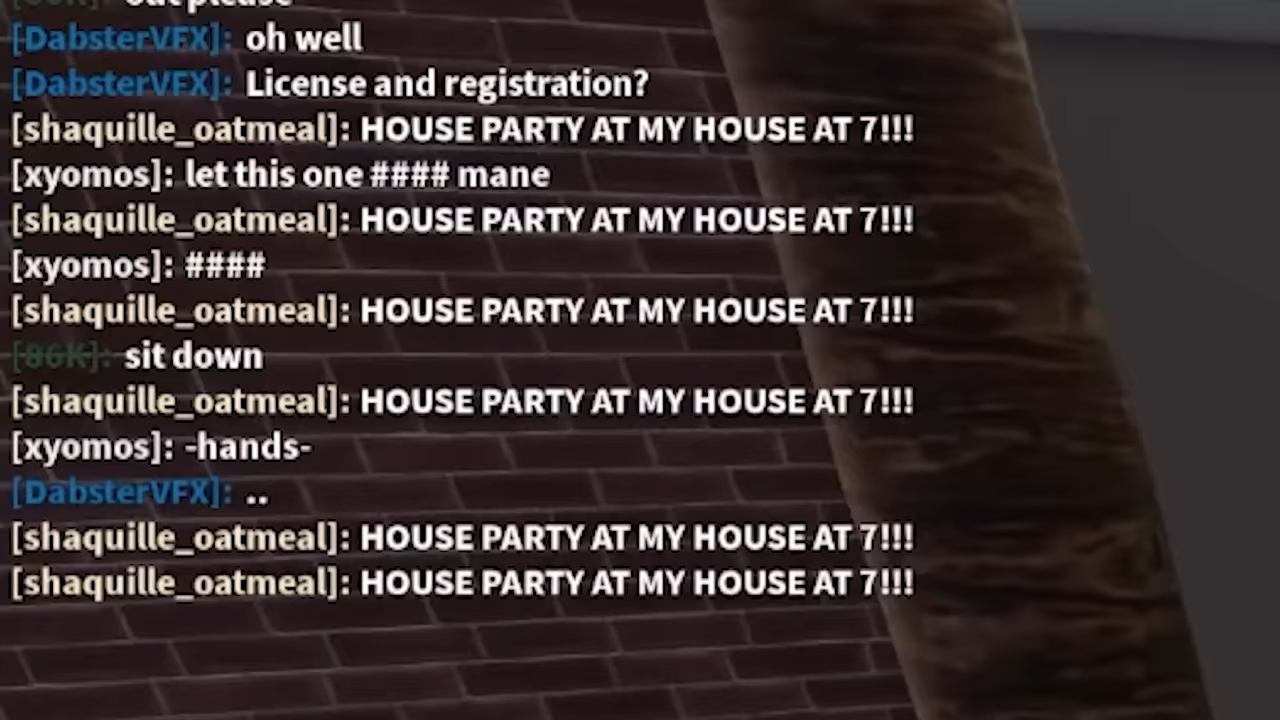 out please
[DabsterVFX]: oh well
[DabsterVFX]: License and registration?
[shaquille_oatmeal]: HOUSE PARTY AT MY HOUSE AT 7!!!
[xyomos]: let this one #### mane
[shaquille_oatmeal]: HOUSE PARTY AT MY HOUSE AT 7!!!
[xyomos]: ####
[shaquille_oatmeal]: HOUSE PARTY AT MY HOUSE AT 7!!!
[86K]: sit down
[shaquille_oatmeal]: HOUSE PARTY AT MY HOUSE AT 7!!!
[xyomos]: -hands-
[DabsterVFX]: ..
[shaquille_oatmeal]: HOUSE PARTY AT MY HOUSE AT 7!!!
[shaquille_oatmeal]: HOUSE PARTY AT MY HOUSE AT 7!!!